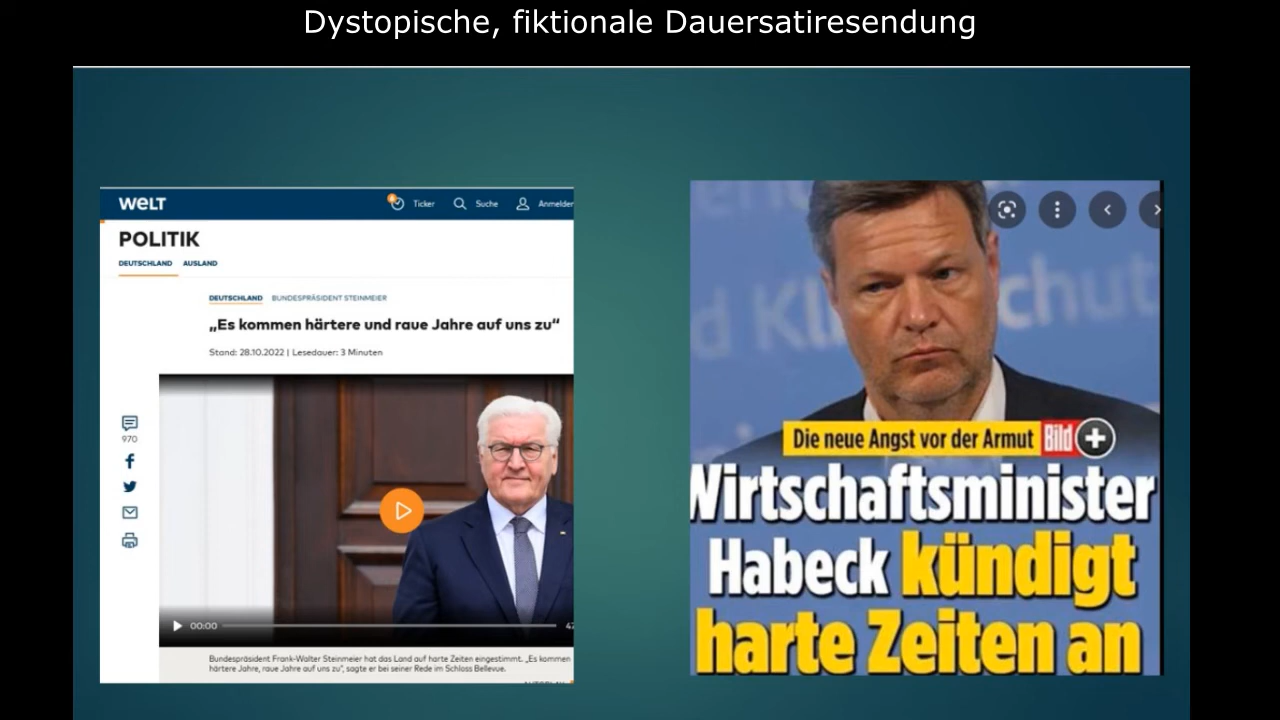 Dystopische, fiktionale Dauersatiresendung
WELT
Ticker
Suche
POLITIK
DEUTSCHLAND AUSLAND
DEUTSCHLAND BUNDESPRÄSIDENT STEINMEIER
„Es kommen härtere und raue Jahre auf uns zu“
Stand: 28.10.2022 | Lesedauer: 3 Minuten
970
00:00
Bundespräsident Frank-Walter Steinmeier hat das Land auf harte Zeiten eingestimmt. „Es kommen
härtere Jahre, raue Jahre auf uns zu“, sagte er bei seiner Rede im Schloss Bellevue.
Die neue Angst vor der Armut Bild +
Wirtschaftsminister
Habeck kündigt
harte Zeiten an